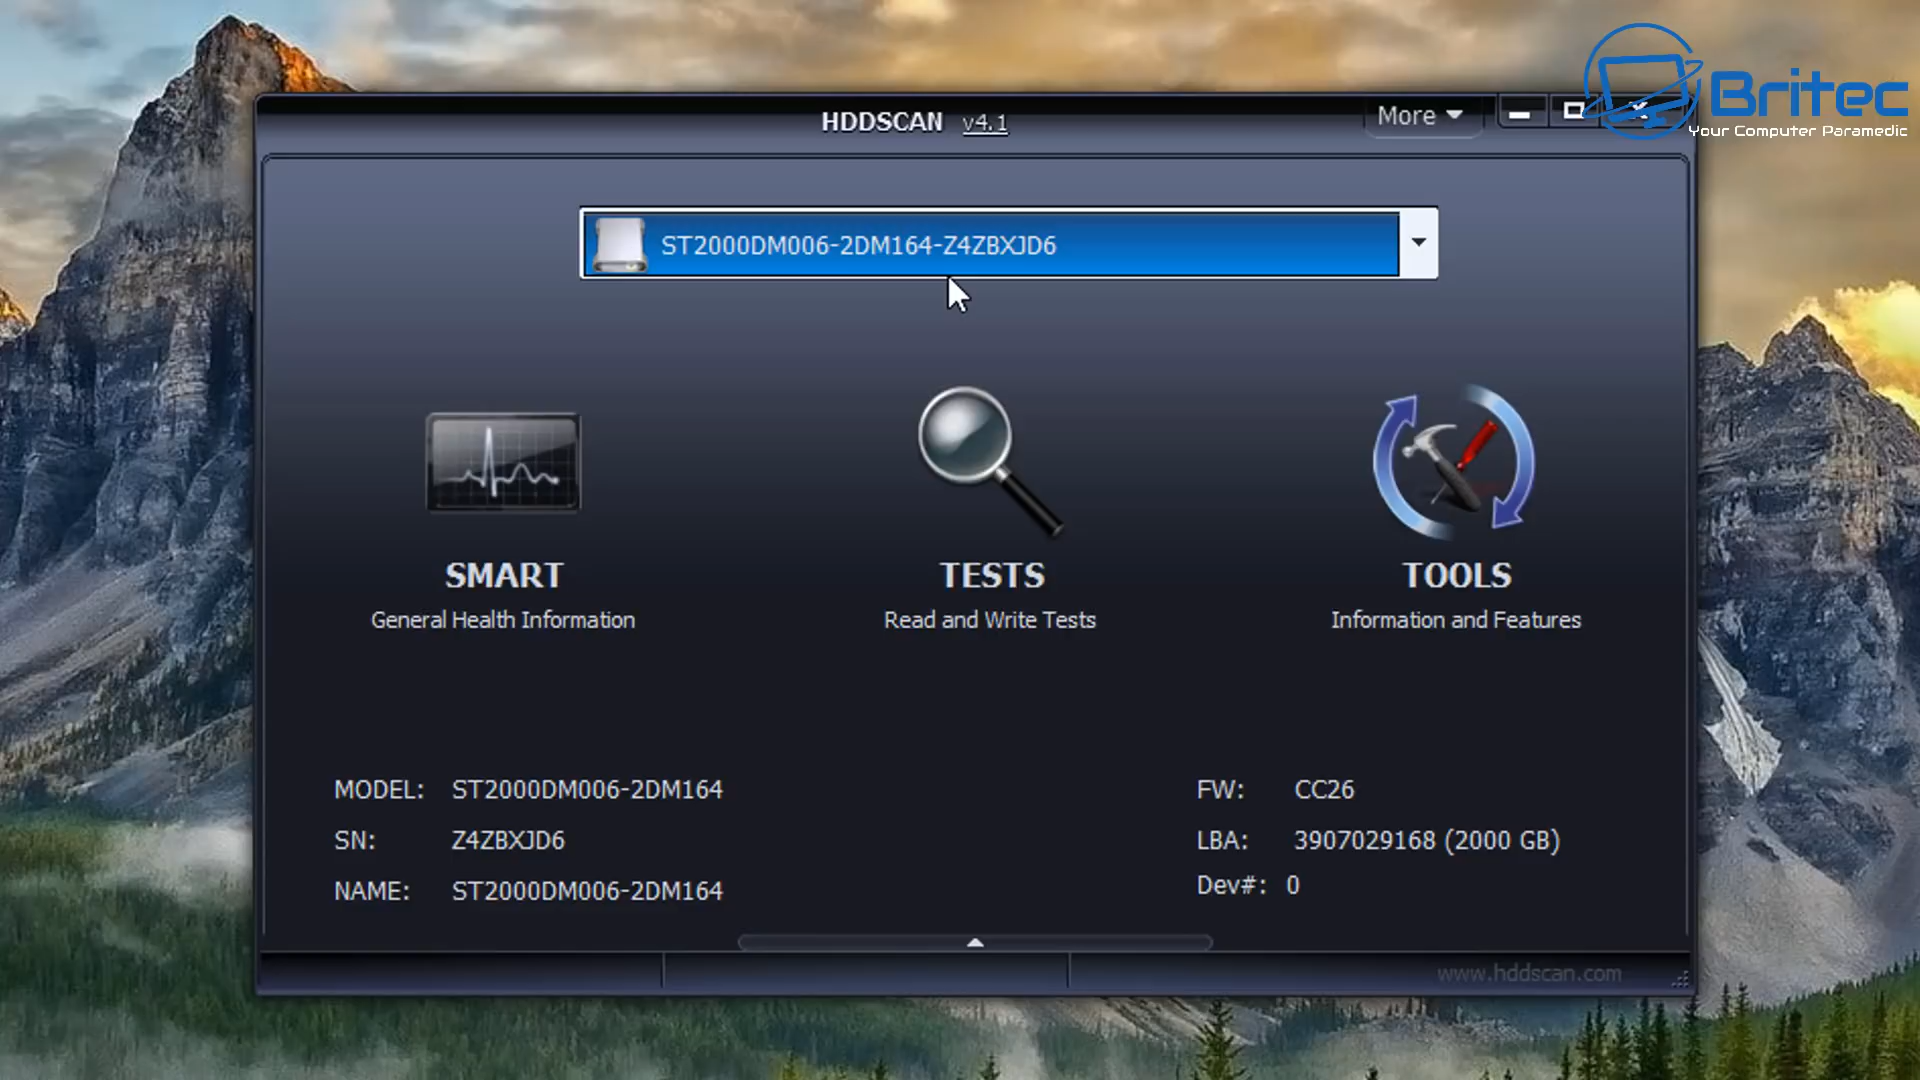 HDDSCAN v4.1
More
Britec
Your Computer Paramedic
ST2000DM006-2DM164-Z4ZBXJD6
SMART
General Health Information
TESTS
Read and Write Tests
TOOLS
Information and Features
MODEL: ST2000DM006-2DM164
SN: Z4ZBXJD6
NAME: ST2000DM006-2DM164
FW: CC26
LBA: 3907029168 (2000 GB)
Dev#: 0
www.hddscan.com